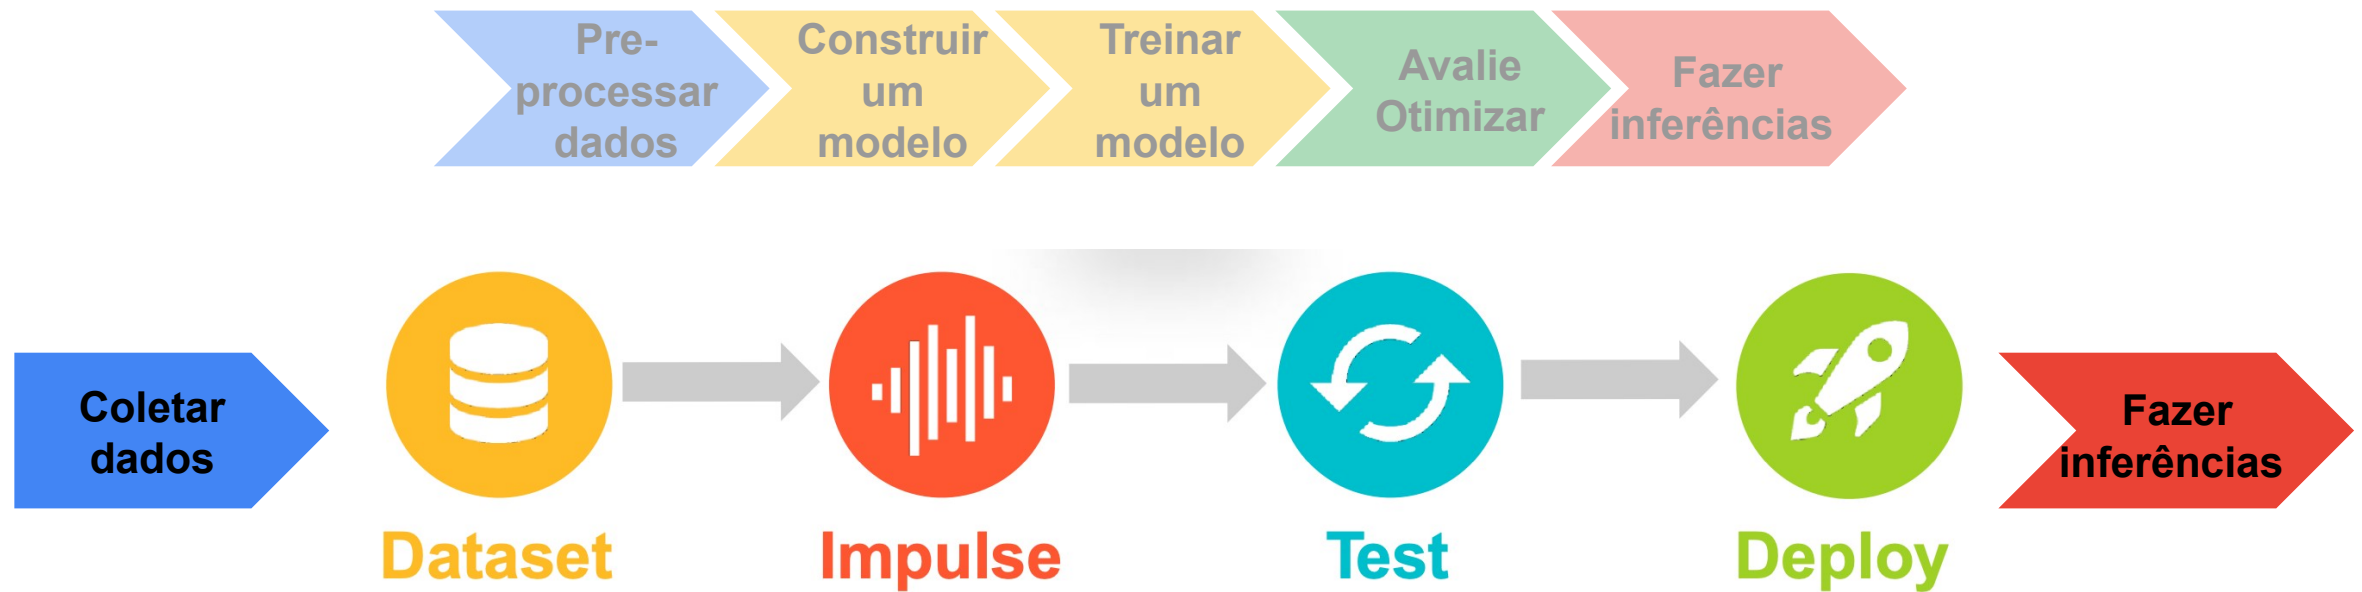 Pre-
processar
dados
Construir
um
modelo
Treinar
um
modelo
Avalie
Otimizar
Fazer
inferências
Coletar
dados
Dataset
Impulse
Test
Deploy
Fazer
inferências